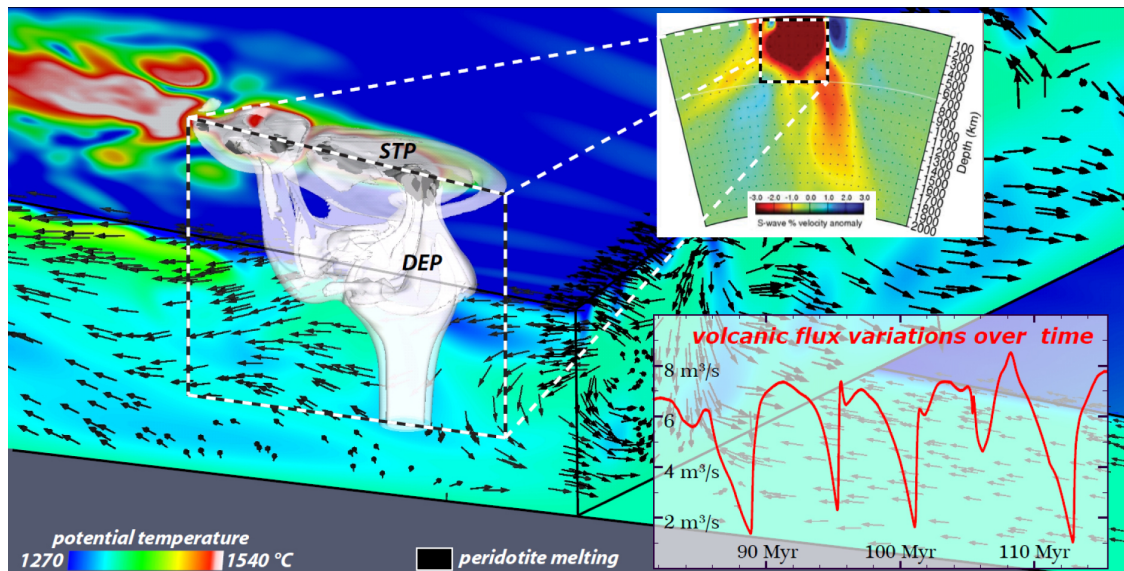 STP
DEP
100
200
300
400
500
600
700
800
900
1000
1100
1200
1300
1400
1500
1600
1700
1800
1900
2000
Depth (km)
-3.0 -2.0 -1.0 0.0 1.0 2.0 3.0
S-wave % velocity anomaly
volcanic flux variations over time
8 m³/s
6
4 m³/s
2 m³/s
90 Myr 100 Myr 110 Myr
potential temperature
1270 1540 °C
peridotite melting